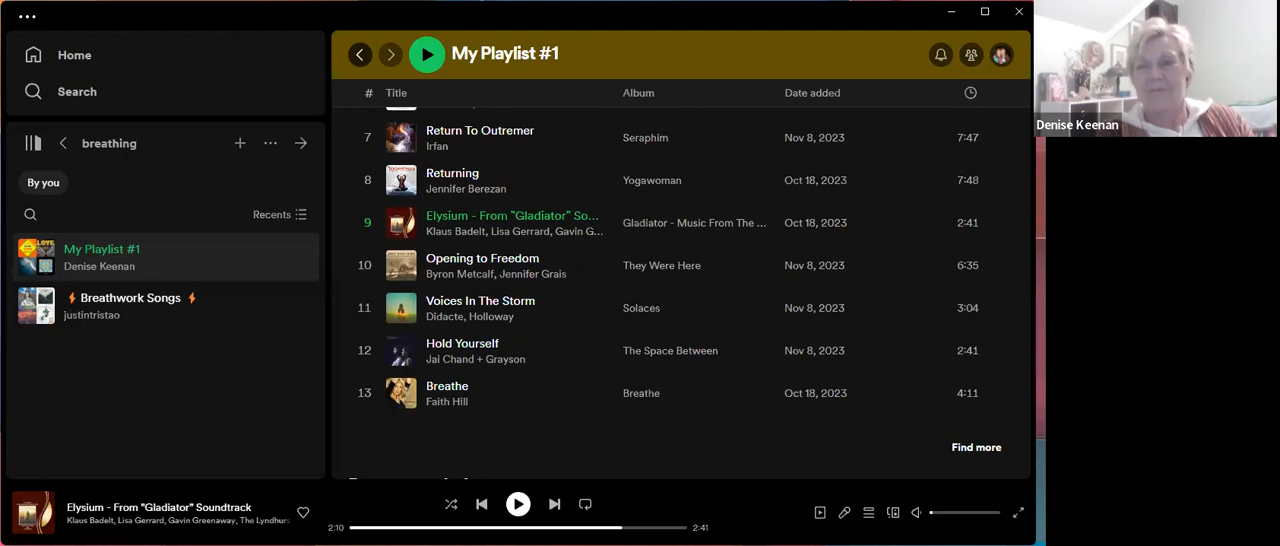 Home
Search
breathing
By you
Recents
My Playlist #1
Denise Keenan
Breathwork Songs
justintristao
My Playlist #1
# Title Album Date added
7 Return To Outremer Irfan Seraphim Nov 8, 2023 7:47
8 Returning Jennifer Berezan Yogawoman Oct 18, 2023 7:48
9 Elysium - From "Gladiator" So... Klaus Badelt, Lisa Gerrard, Gavin G... Gladiator - Music From The ... Oct 18, 2023 2:41
10 Opening to Freedom Byron Metcalf, Jennifer Grais They Were Here Nov 8, 2023 6:35
11 Voices In The Storm Didacte, Holloway Solaces Nov 8, 2023 3:04
12 Hold Yourself Jai Chand + Grayson The Space Between Nov 8, 2023 2:41
13 Breathe Faith Hill Breathe Oct 18, 2023 4:11
Find more
Elysium - From "Gladiator" Soundtrack
Klaus Badelt, Lisa Gerrard, Gavin Greenaway, The Lyndhurs
2:10 2:41
Denise Keenan